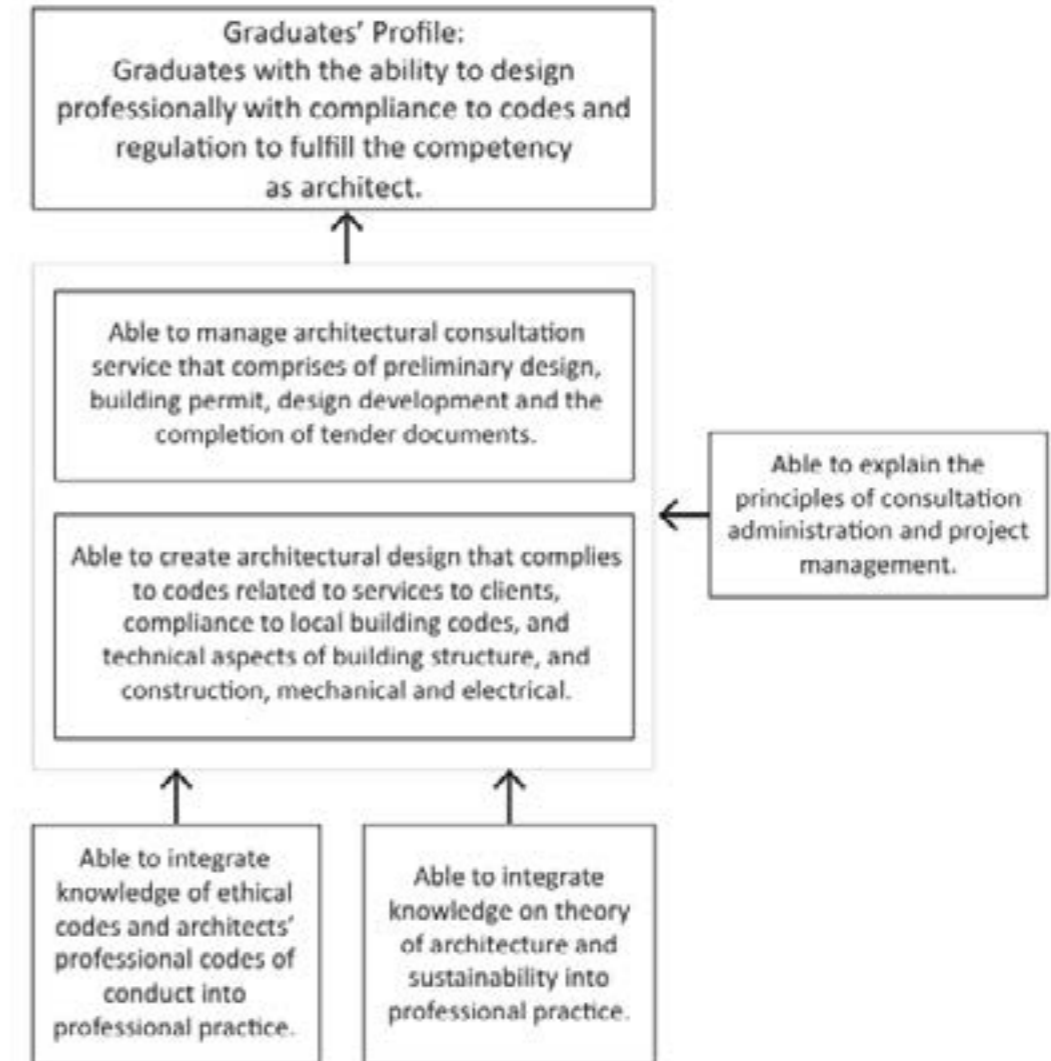 Graduates' Profile:
Graduates with the ability to design
professionally with compliance to codes and
regulation to fulfill the competency
as architect.
Able to manage architectural consultation
service that comprises of preliminary design,
building permit, design development and the
completion of tender documents.
Able to explain the
principles of consultation
administration and project
management.
Able to create architectural design that complies
to codes related to services to clients,
compliance to local building codes, and
technical aspects of building structure, and
construction, mechanical and electrical.
Able to integrate
knowledge of ethical
codes and architects'
professional codes of
conduct into
professional practice.
Able to integrate
knowledge on theory
of architecture and
sustainability into
professional practice.